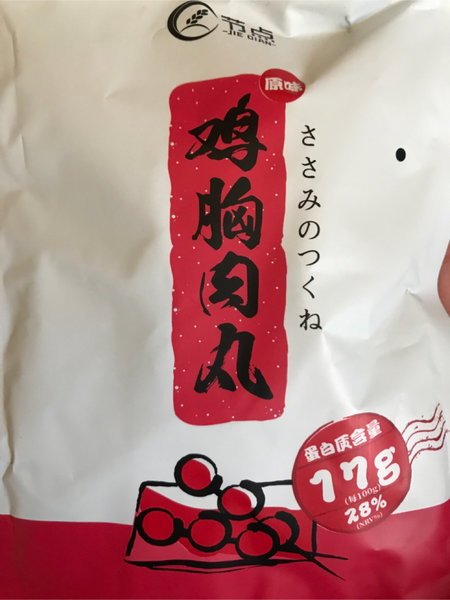 节点
JIE DIAN
原味
鸡胸肉丸
ささみのつくね
蛋白质含量
17g
(每100g)
28%
(NRV%)